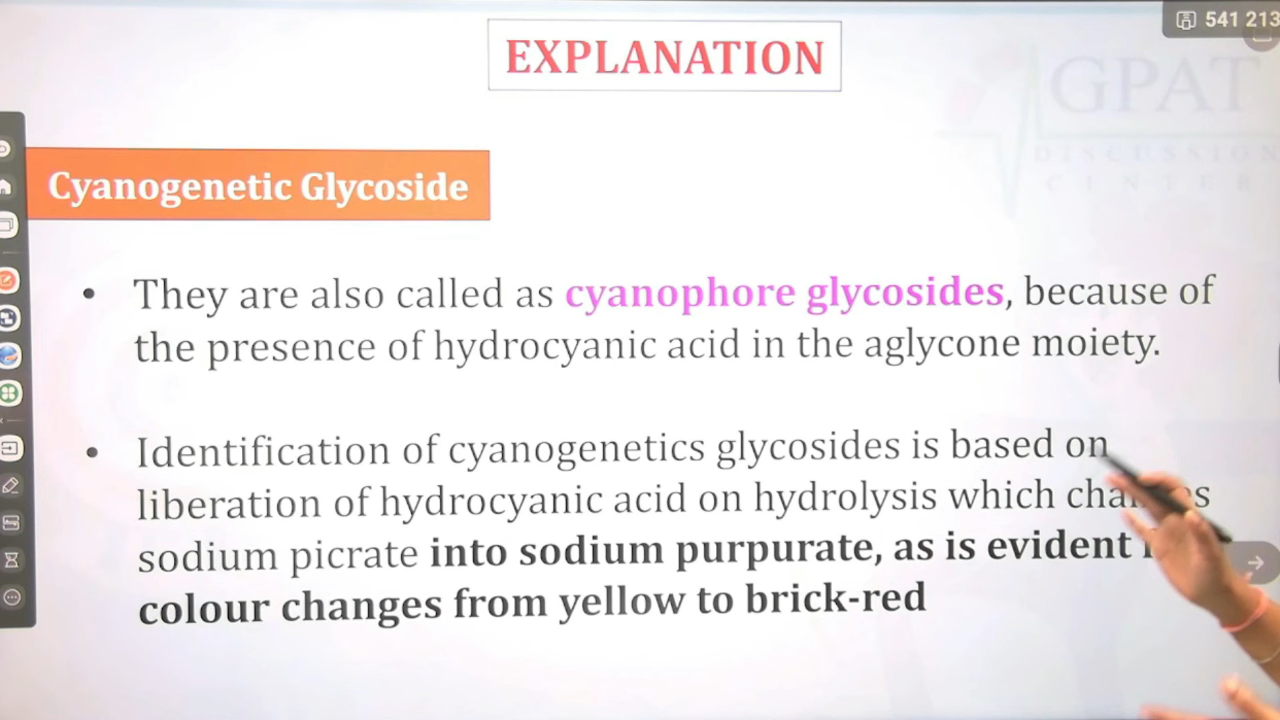 541 213
EXPLANATION
GPAT
DISCUSSION
CENTER
Cyanogenetic Glycoside
• They are also called as cyanophore glycosides, because of
the presence of hydrocyanic acid in the aglycone moiety.
• Identification of cyanogenetics glycosides is based on
liberation of hydrocyanic acid on hydrolysis which
sodium picrate into sodium purpurate, as is evident
colour changes from yellow to brick-red